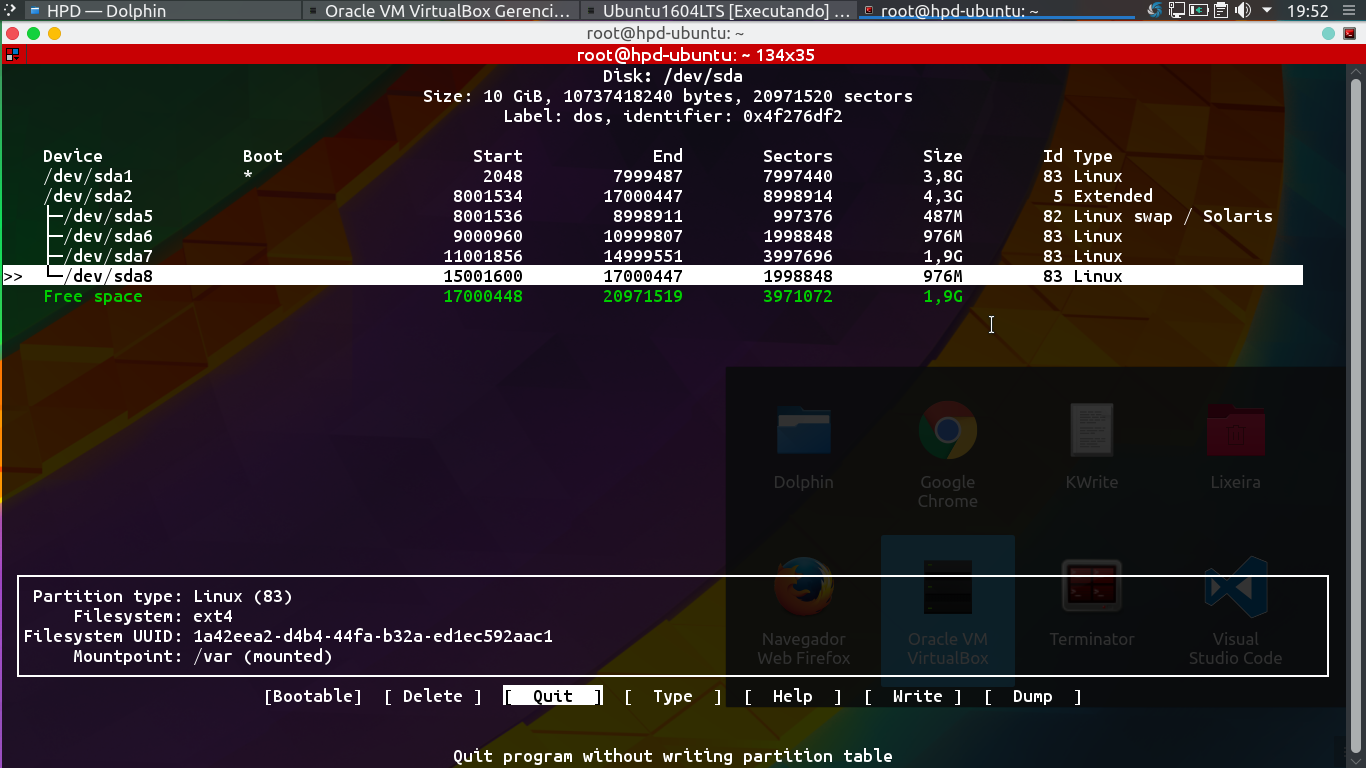 HPD — Dolphin
Oracle VM VirtualBox Gerenci...
Ubuntu1604LTS [Executando] ...
root@hpd-ubuntu: ~
19:52
root@hpd-ubuntu: ~
root@hpd-ubuntu: ~ 134x35
Disk: /dev/sda
Size: 10 GiB, 10737418240 bytes, 20971520 sectors
Label: dos, identifier: 0x4f276df2
Device Boot Start End Sectors Size Id Type
/dev/sda1 * 2048 7999487 7997440 3,8G 83 Linux
/dev/sda2 8001534 17000447 8998914 4,3G 5 Extended
├─/dev/sda5 8001536 8998911 997376 487M 82 Linux swap / Solaris
├─/dev/sda6 9000960 10999807 1998848 976M 83 Linux
├─/dev/sda7 11001856 14999551 3997696 1,9G 83 Linux
>> └─/dev/sda8 15001600 17000447 1998848 976M 83 Linux
Free space 17000448 20971519 3971072 1,9G
Dolphin
Google Chrome
KWrite
Lixeira
Navegador Web Firefox
Oracle VM VirtualBox
Terminator
Visual Studio Code
Partition type: Linux (83)
Filesystem: ext4
Filesystem UUID: 1a42eea2-d4b4-44fa-b32a-ed1ec592aac1
Mountpoint: /var (mounted)
[Bootable] [ Delete ] [ Quit ] [ Type ] [ Help ] [ Write ] [ Dump ]
Quit program without writing partition table